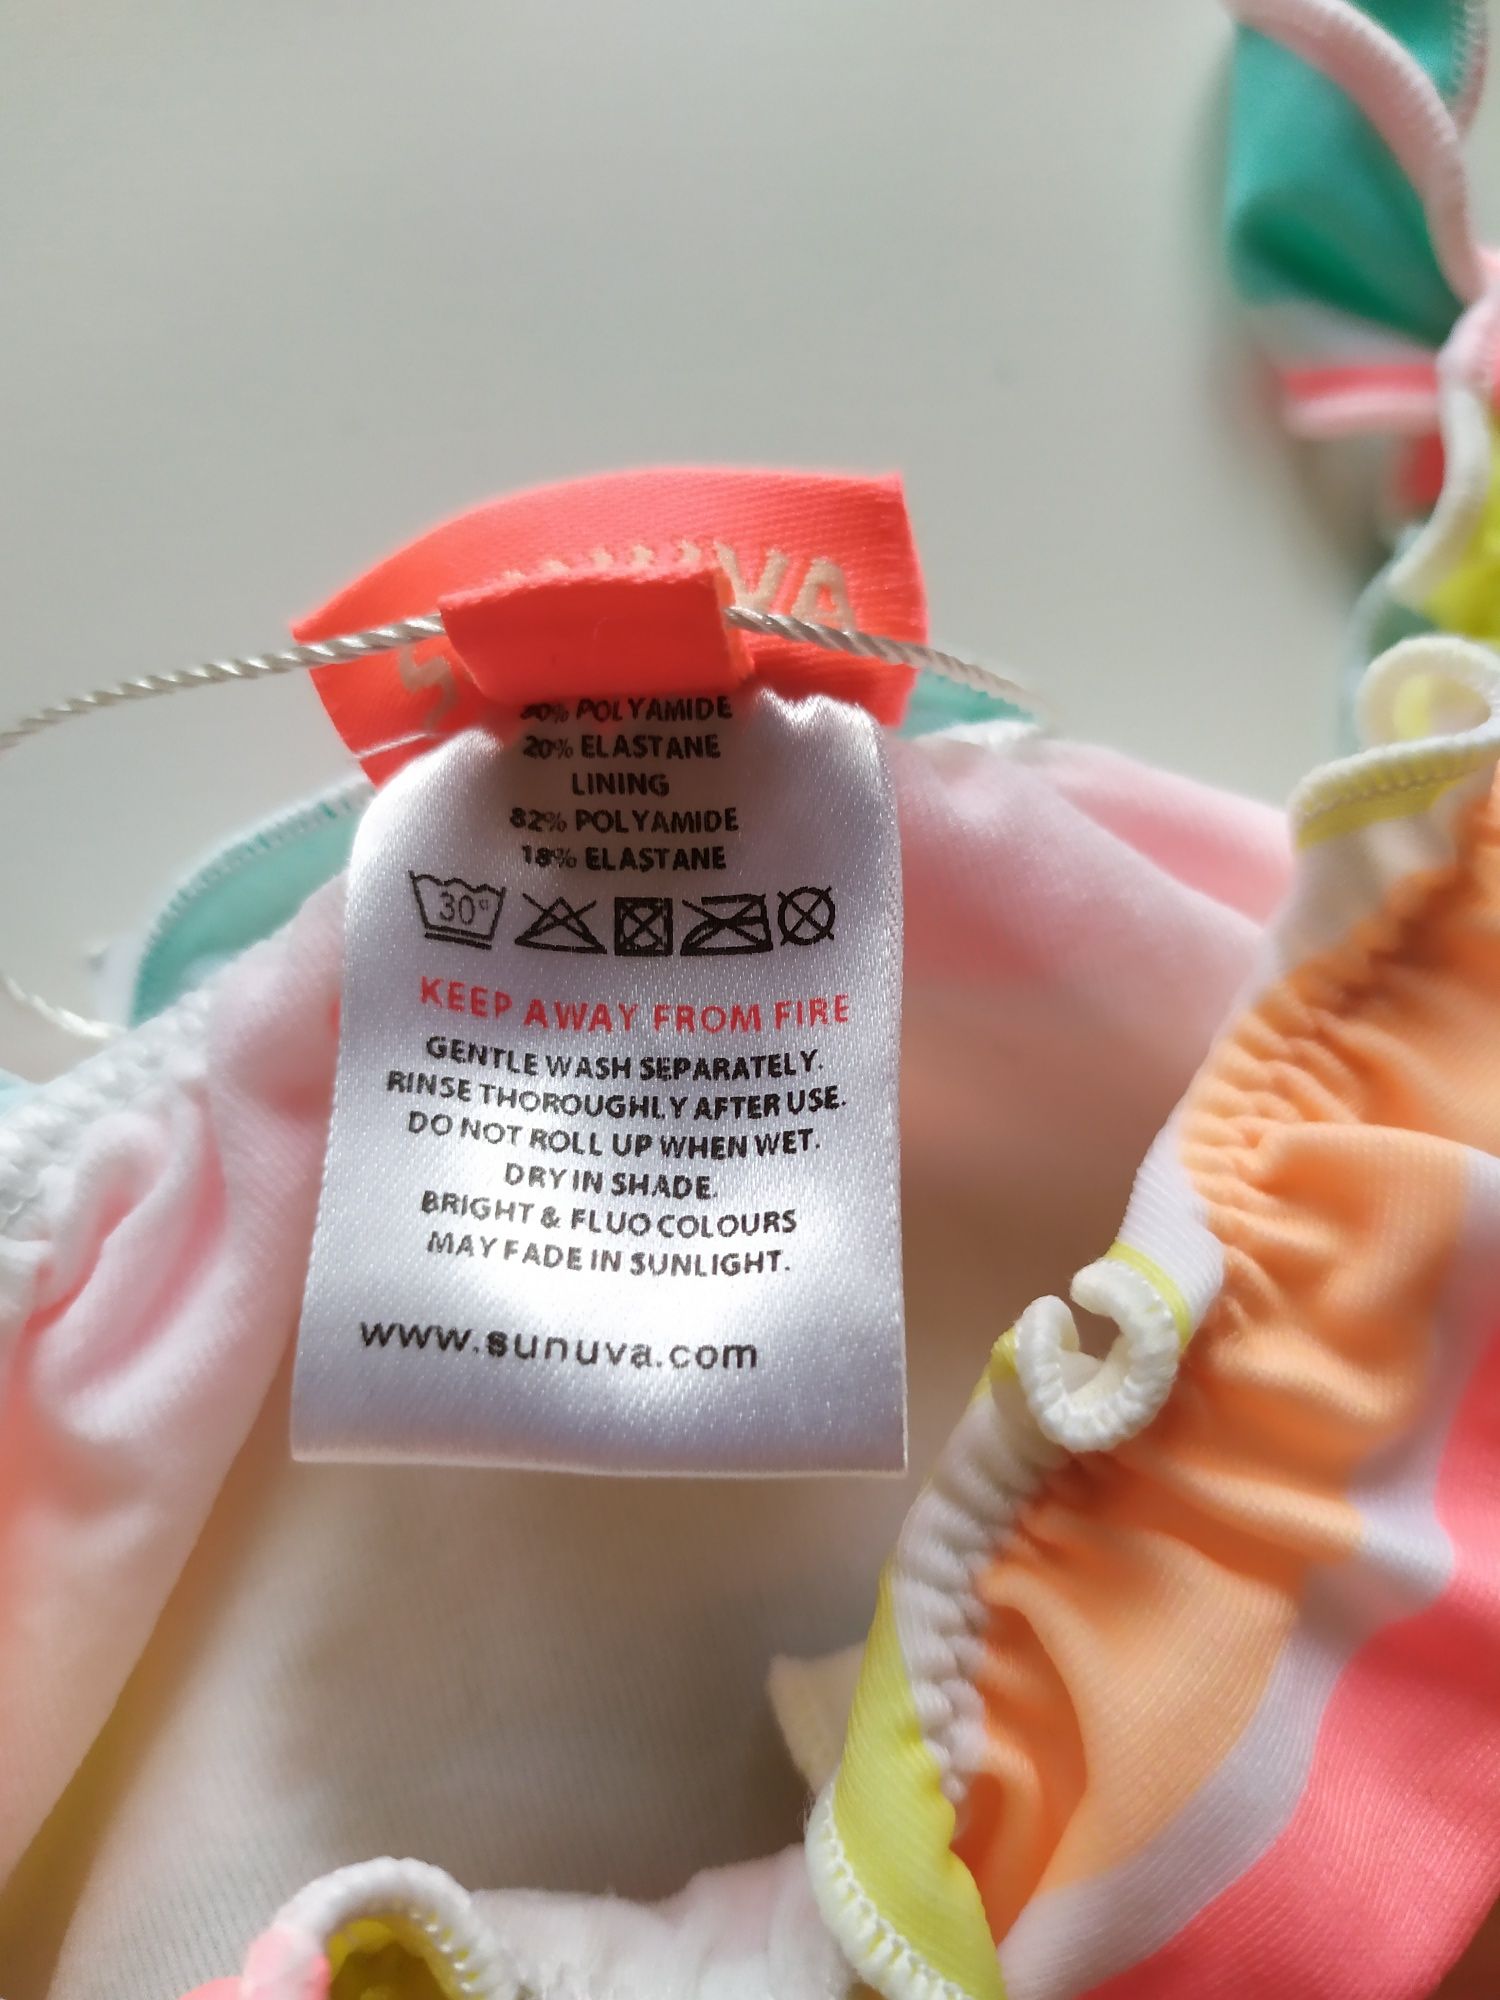 VA
% POLYAMIDE
20% ELASTANE
LINING
82% POLYAMIDE
18% ELASTANE
30°
KEEP AWAY FROM FIRE
GENTLE WASH SEPARATELY.
RINSE THOROUGHLY AFTER USE.
DO NOT ROLL UP WHEN WET.
DRY IN SHADE.
BRIGHT & FLUO COLOURS
MAY FADE IN SUNLIGHT.
www.sunuva.com